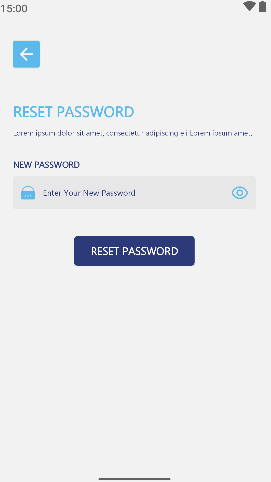 15:00
RESET PASSWORD
Lorem ipsum dolor sit amet, consectetur adipiscing eli Lorem ipsum amet,
NEW PASSWORD
Enter Your New Password
RESET PASSWORD